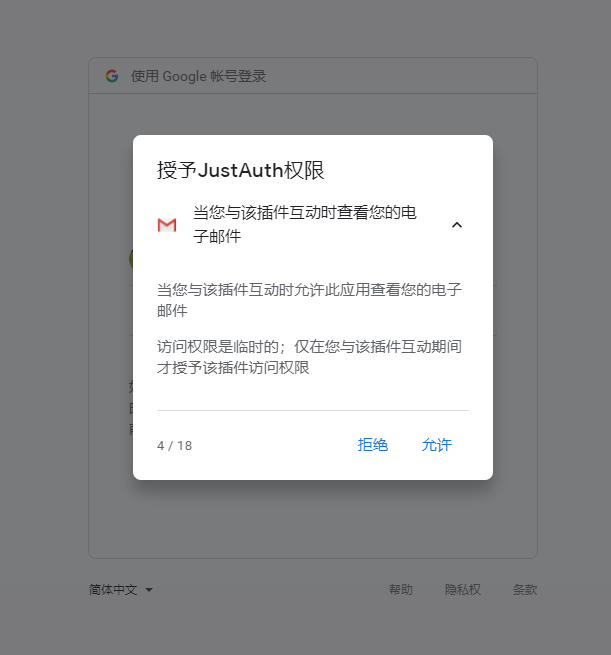 使用 Google 帐号登录
授予JustAuth权限
当您与该插件互动时查看您的电
子邮件
当您与该插件互动时允许此应用查看您的电子
邮件
访问权限是临时的；仅在您与该插件互动期间
才授予该插件访问权限
4 / 18
拒绝
允许
简体中文
帮助
隐私权
条款